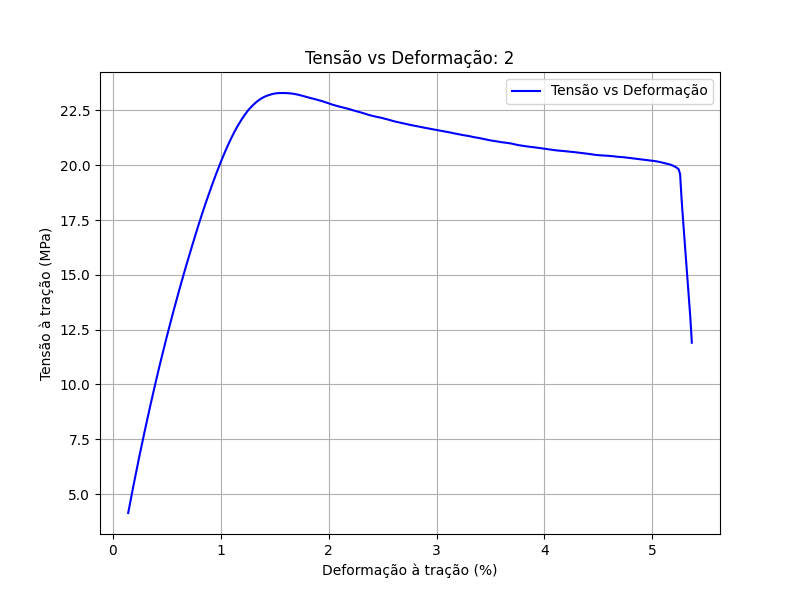 Tensão vs Deformação: 2
Tensão vs Deformação
22.5
20.0
17.5
15.0
12.5
10.0
7.5
5.0
Tensão à tração (MPa)
0 1 2 3 4 5
Deformação à tração (%)